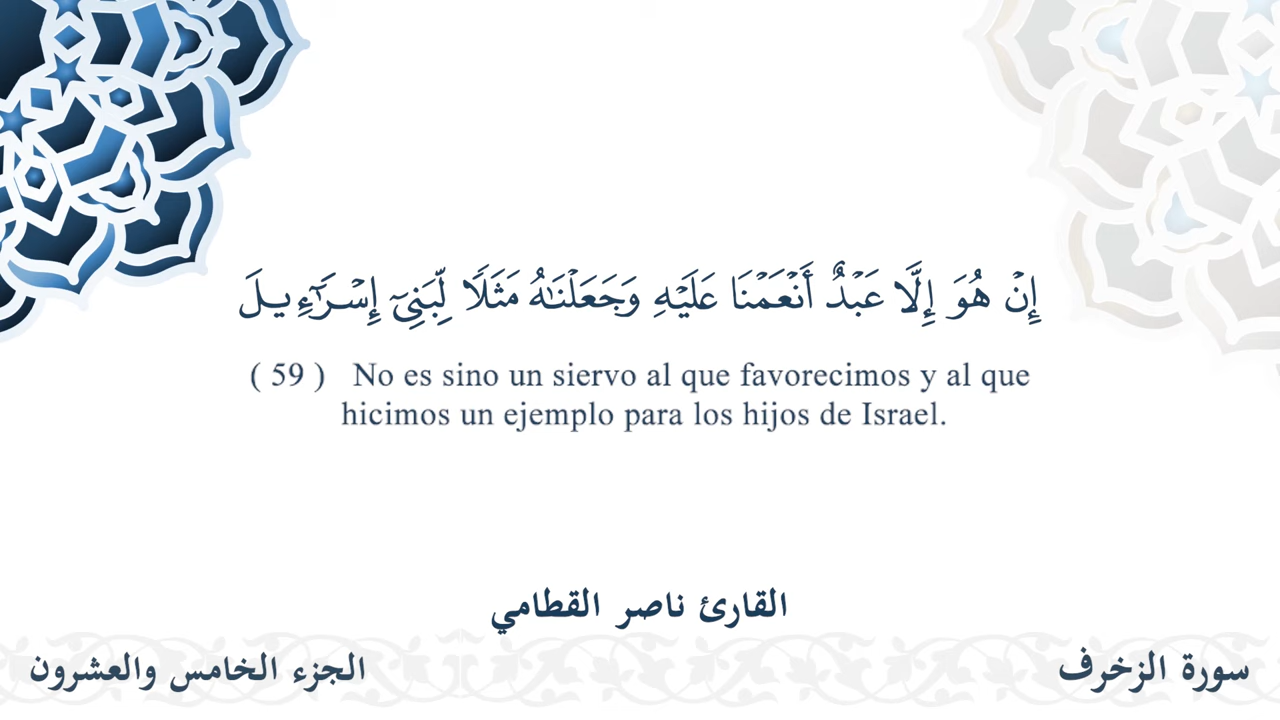 إِنْ هُوَ إِلَّا عَبْدٌ أَنْعَمْنَا عَلَيْهِ وَجَعَلْنَـٰهُ مَثَلًا لِّبَنِىٓ إِسْرَٰٓءِيلَ
( 59 ) No es sino un siervo al que favorecimos y al que
hicimos un ejemplo para los hijos de Israel.
القارئ ناصر القطامي
سورة الزخرف
الجزء الخامس والعشرون